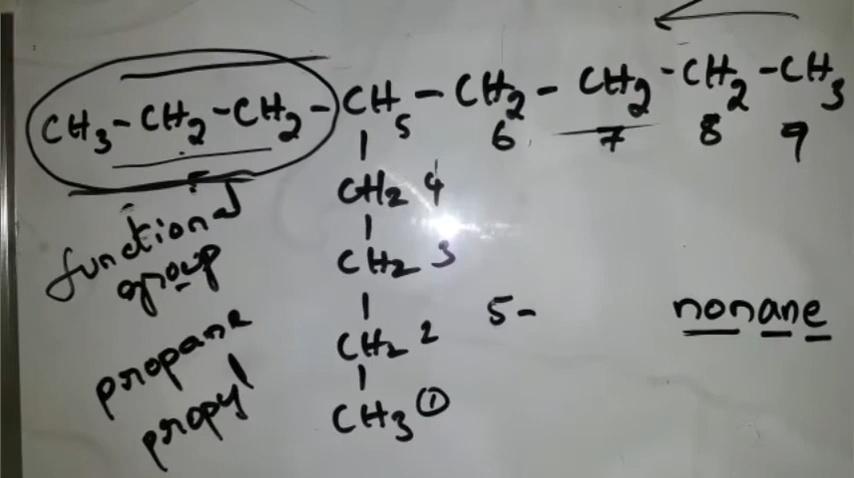 CH3-CH2-CH2-CH-CH2-CH2-CH2-CH3
5 6 7 8 9
CH2 4
CH2 3
CH2 2
CH3 ①
functional
group
propane
propyl
5-
nonane